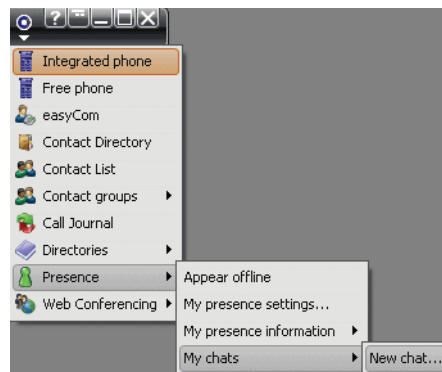 ?
Integrated phone
Free phone
easyCom
Contact Directory
Contact List
Contact groups
Call Journal
Directories
Presence
Web Conferencing
Appear offline
My presence settings...
My presence information
My chats
New chat...